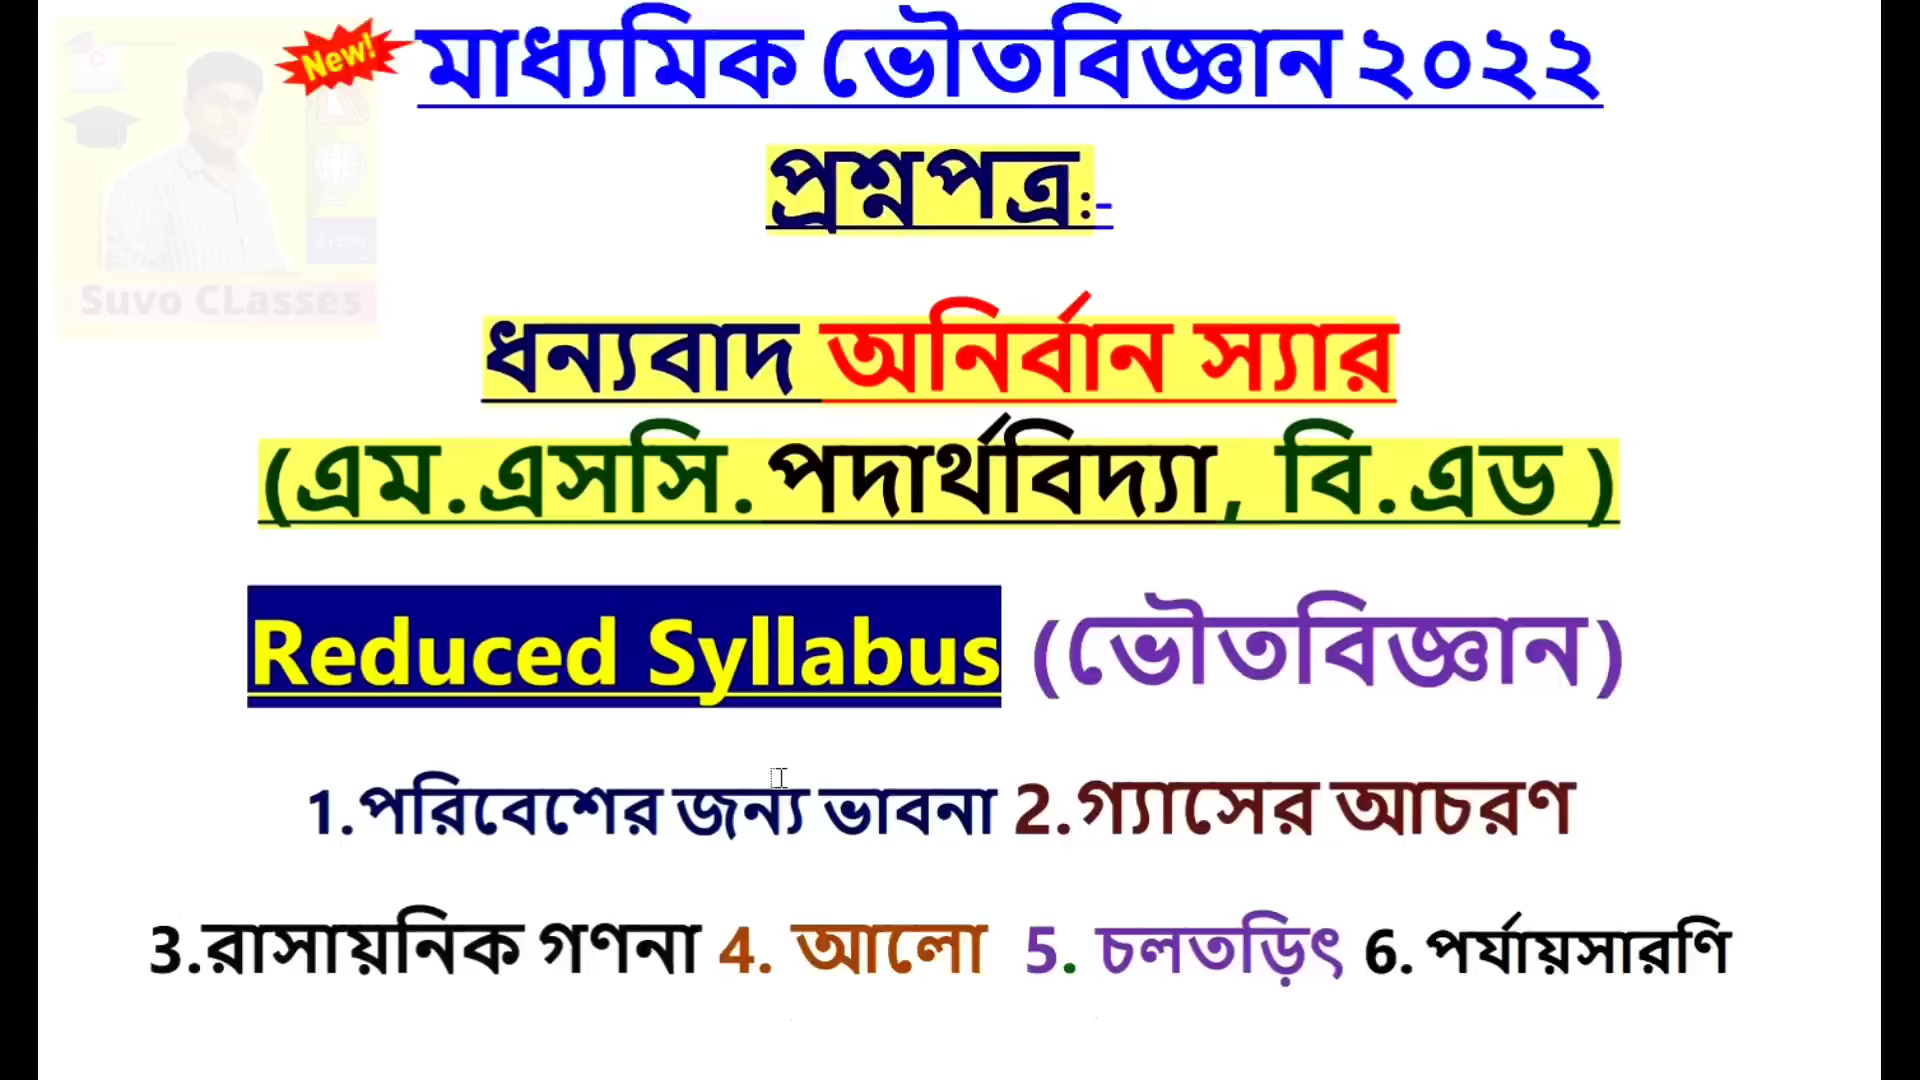 New! মাধ্যমিক ভৌতবিজ্ঞান ২০২২
প্রশ্নপত্র:-
Suvo CLasses
ধন্যবাদ অনির্বান স্যার
(এম.এসসি.পদার্থবিদ্যা, বি.এড )
Reduced Syllabus (ভৌতবিজ্ঞান)
1.পরিবেশের জন্য ভাবনা 2.গ্যাসের আচরণ
3.রাসায়নিক গণনা 4. আলো 5. চলতড়িৎ 6. পর্যায়সারণি